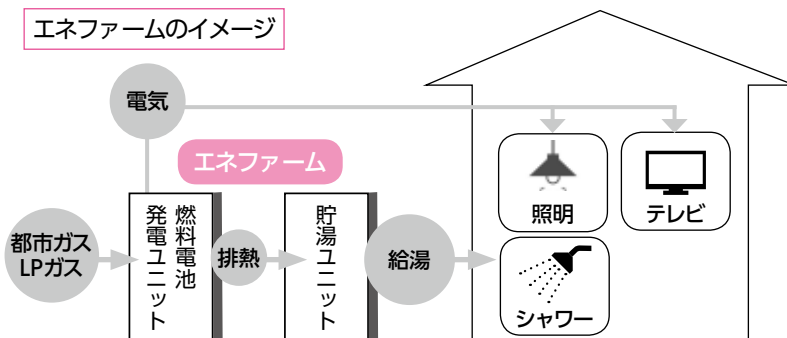 エネファームのイメージ
電気
エネファーム
都市ガス
LPガス
燃料電池
発電ユニット
排熱
貯湯ユニット
給湯
照明
テレビ
シャワー